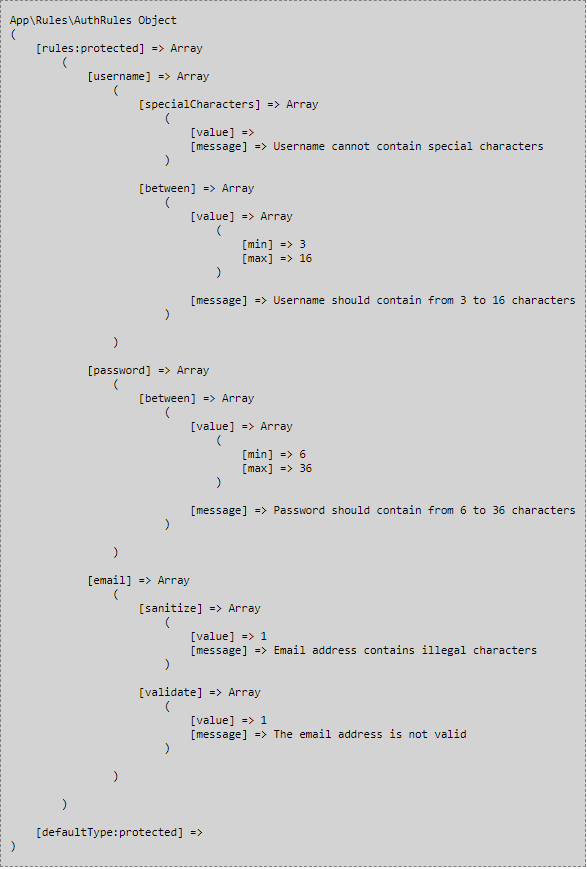 App\Rules\AuthRules Object
(
    [rules:protected] => Array
        (
            [username] => Array
                (
                    [specialCharacters] => Array
                        (
                            [value] =>
                            [message] => Username cannot contain special characters
                        )

                    [between] => Array
                        (
                            [value] => Array
                                (
                                    [min] => 3
                                    [max] => 16
                                )

                            [message] => Username should contain from 3 to 16 characters
                        )

                )

            [password] => Array
                (
                    [between] => Array
                        (
                            [value] => Array
                                (
                                    [min] => 6
                                    [max] => 36
                                )

                            [message] => Password should contain from 6 to 36 characters
                        )

                )

            [email] => Array
                (
                    [sanitize] => Array
                        (
                            [value] => 1
                            [message] => Email address contains illegal characters
                        )

                    [validate] => Array
                        (
                            [value] => 1
                            [message] => The email address is not valid
                        )

                )

        )

    [defaultType:protected] =>
)